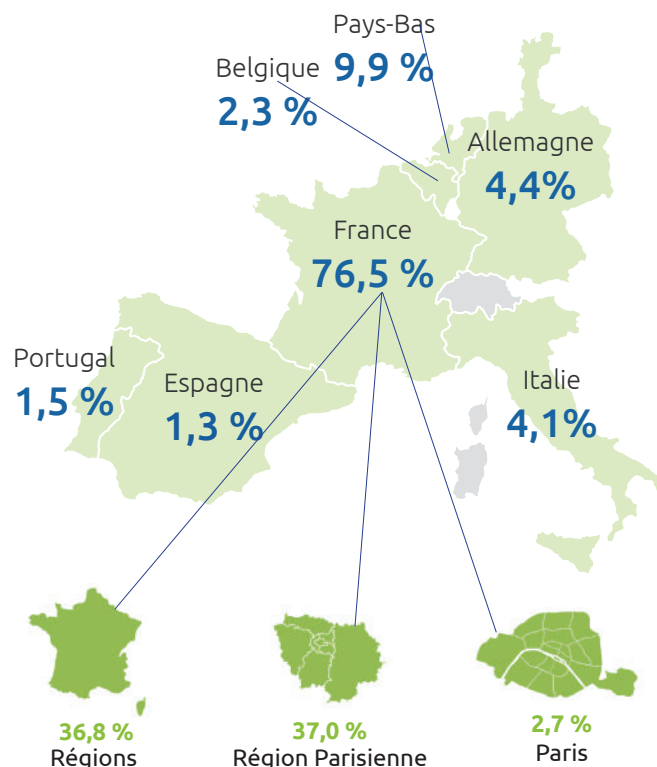 Pays-Bas
9,9 %
Belgique
2,3 %
Allemagne
4,4%
France
76,5 %
Portugal
1,5 %
Espagne
1,3 %
Italie
4,1%
36,8 %
Régions
37,0 %
Région Parisienne
2,7 %
Paris